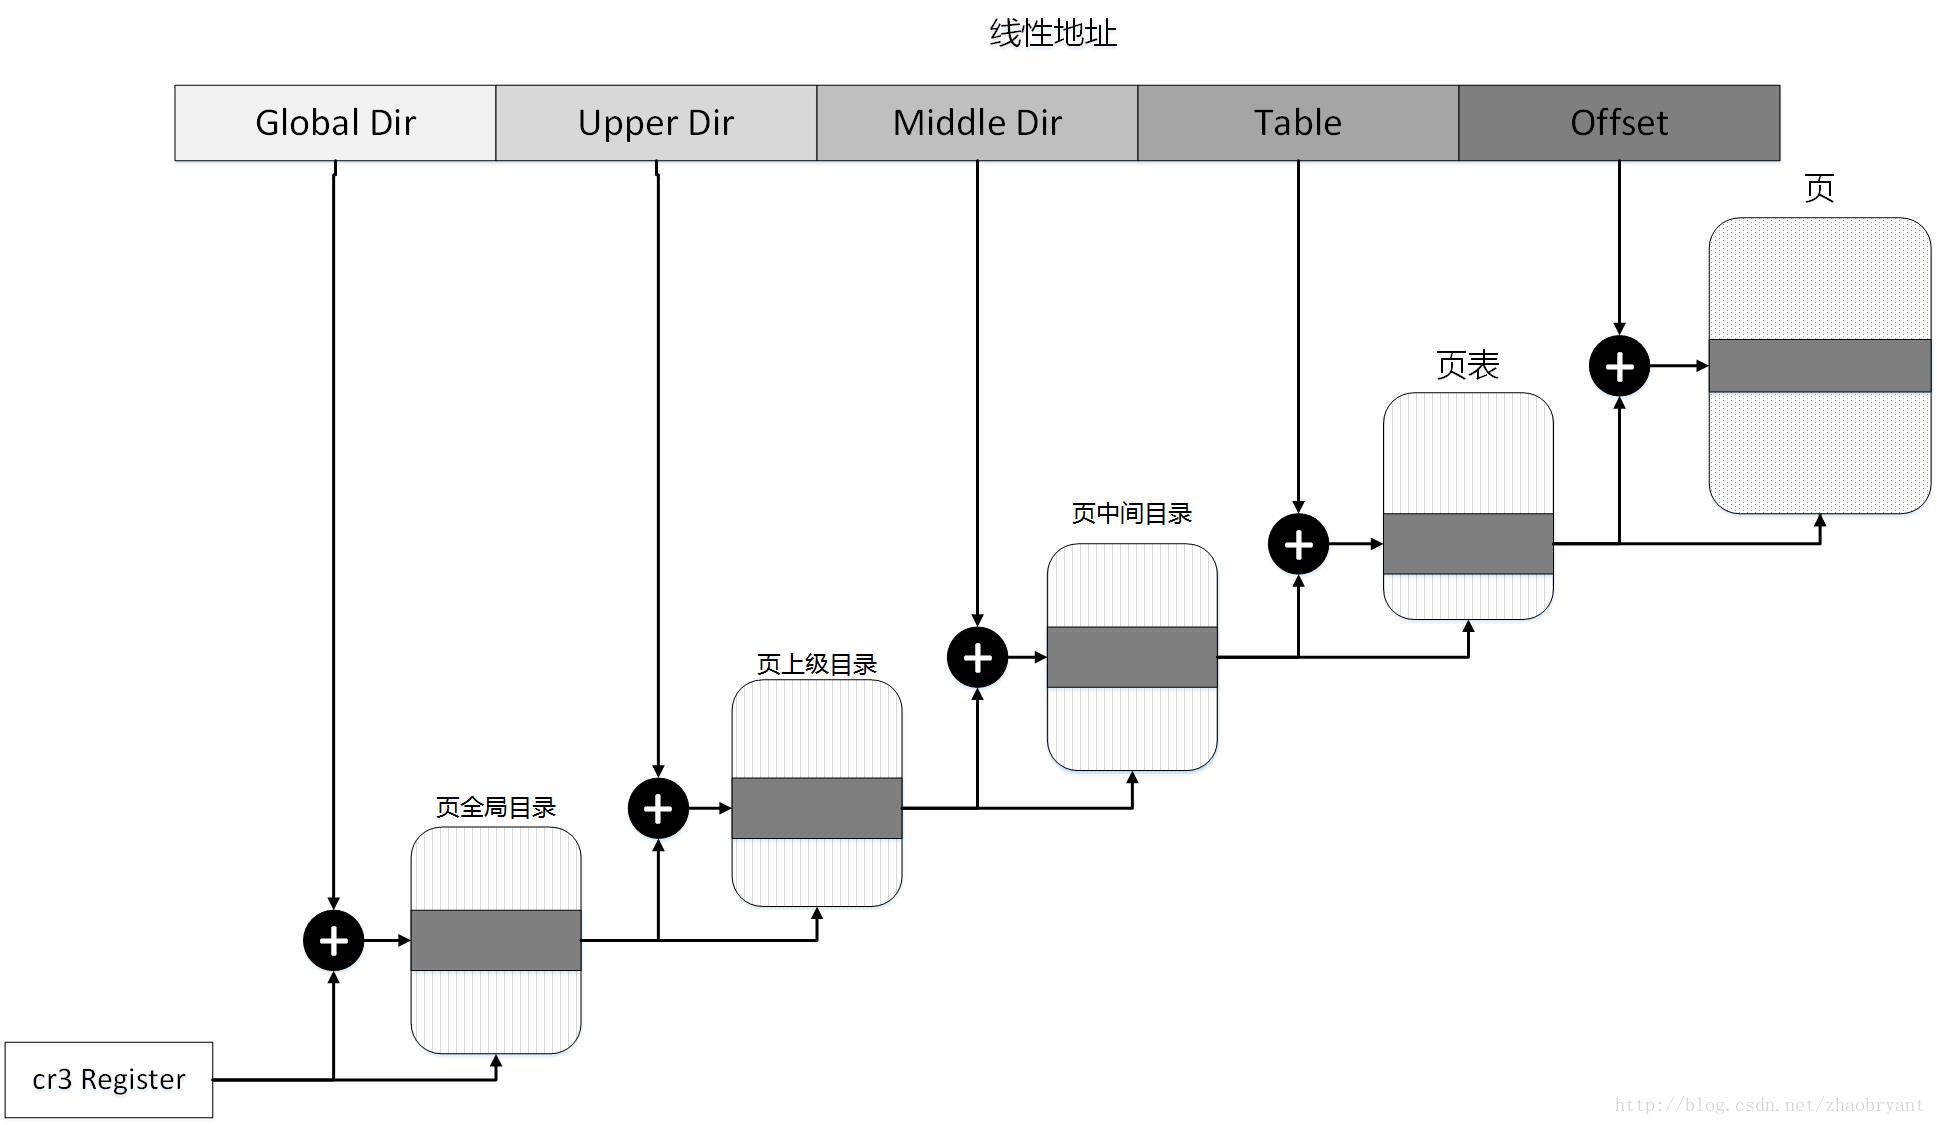 线性地址
Global Dir
Upper Dir
Middle Dir
Table
Offset
页
页表
页中间目录
页上级目录
页全局目录
cr3 Register
http://blog.csdn.net/zhaobryant